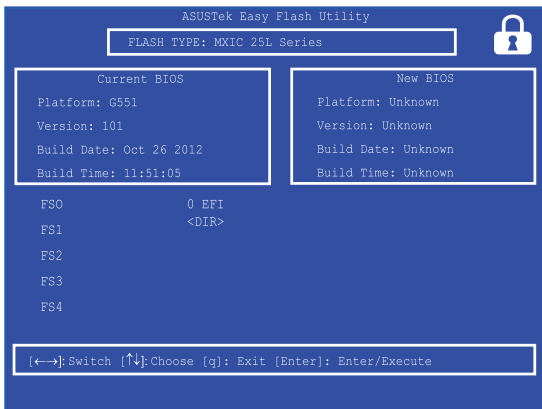 ASUSTek Easy Flash Utility
FLASH TYPE: MXIC 25L Series
Current BIOS
Platform: G551
Version: 101
Build Date: Oct 26 2012
Build Time: 11:51:05
New BIOS
Platform: Unknown
Version: Unknown
Build Date: Unknown
Build Time: Unknown
FSO 0 EFI
FS1 <DIR>
FS2
FS3
FS4
[←→]: Switch [↑↓]: Choose [q]: Exit [Enter]: Enter/Execute